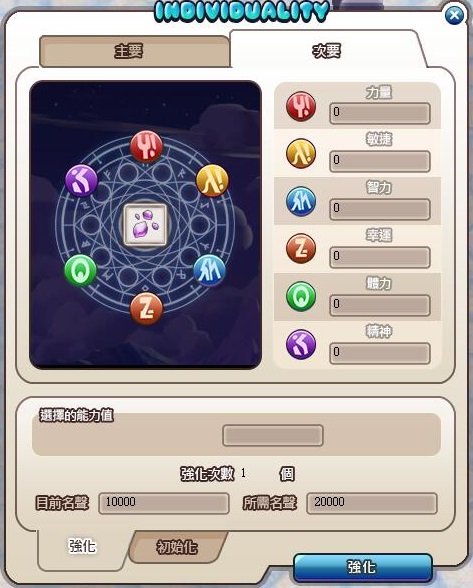 INDIVIDUALITY
主要 次要
力量
0
敏捷
0
智力
0
幸運
0
體力
0
精神
0
選擇的能力值
強化次數 1 個
目前名聲 10000 所需名聲 20000
強化 初始化
強化